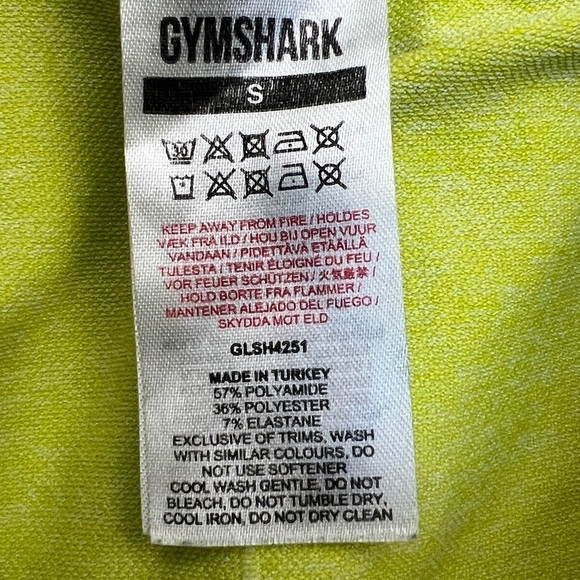 GYMSHARK
S
30
KEEP AWAY FROM FIRE / HOLDES
VÆK FRA ILD / HOU BIJ OPEN VUUR
VANDAAN / PIDETTÄVÄ ETÄÄLLÄ
TULESTA / TENIR ÉLOIGNÉ DU FEU /
VOR FEUER SCHÜTZEN / 火気厳禁 /
HOLD BORTE FRA FLAMMER /
MANTENER ALEJADO DEL FUEGO /
SKYDDA MOT ELD
GLSH4251
MADE IN TURKEY
57% POLYAMIDE
36% POLYESTER
7% ELASTANE
EXCLUSIVE OF TRIMS, WASH
WITH SIMILAR COLOURS, DO
NOT USE SOFTENER
COOL WASH GENTLE, DO NOT
BLEACH, DO NOT TUMBLE DRY,
COOL IRON, DO NOT DRY CLEAN